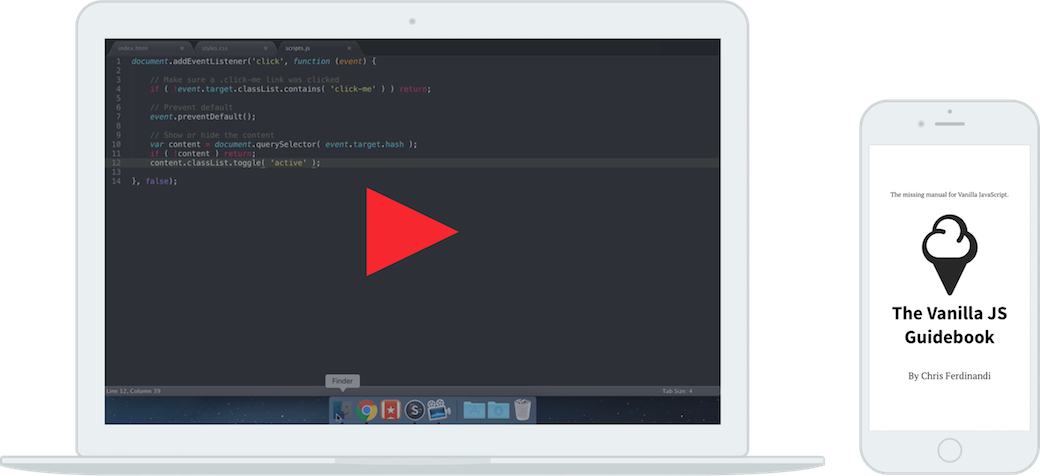 index.html × styles.css × scripts.js ×
1 document.addEventListener('click', function (event) {
2
3 // Make sure a .click-me link was clicked
4 if ( !event.target.classList.contains( 'click-me' ) ) return;
5
6 // Prevent default
7 event.preventDefault();
8
9 // Show or hide the content
10 var content = document.querySelector( event.target.hash );
11 if ( !content ) return;
12 content.classList.toggle( 'active' );
13
14 }, false);
Finder
Line 12, Column 39 Tab Size: 4
The missing manual for Vanilla JavaScript.
The Vanilla JS
Guidebook
By Chris Ferdinandi